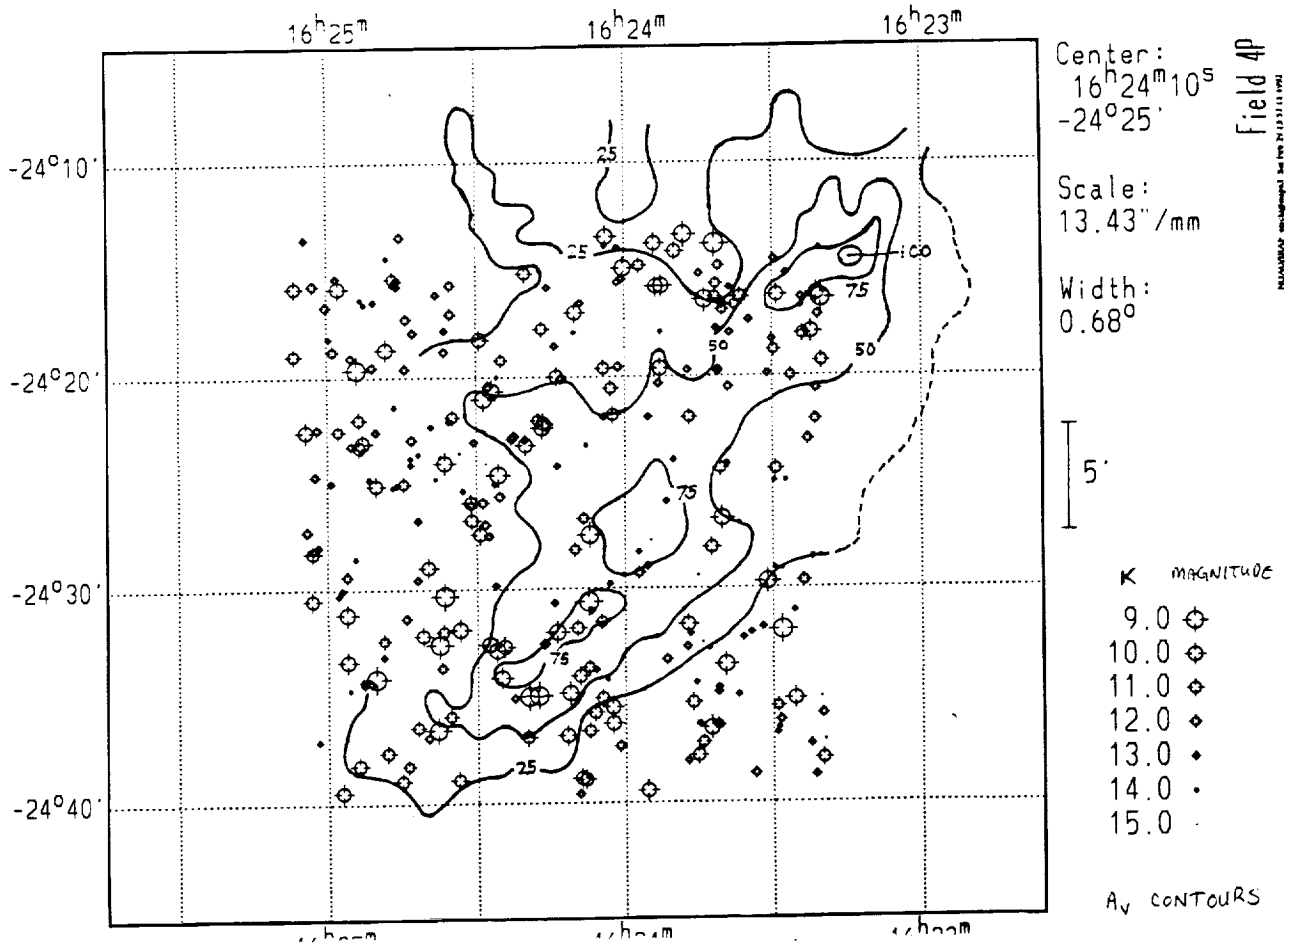 16ʰ25ᵐ 16ʰ24ᵐ 16ʰ23ᵐ
-24°10'
-24°20'
-24°30'
-24°40'
25
25
100
75
50
50
75
75
25
Center:
16ʰ24ᵐ10ˢ
-24°25'
Scale:
13.43"/mm
Width:
0.68°
Field 4P
5'
K MAGNITUDE
9.0
10.0
11.0
12.0
13.0
14.0
15.0
Aᵥ CONTOURS